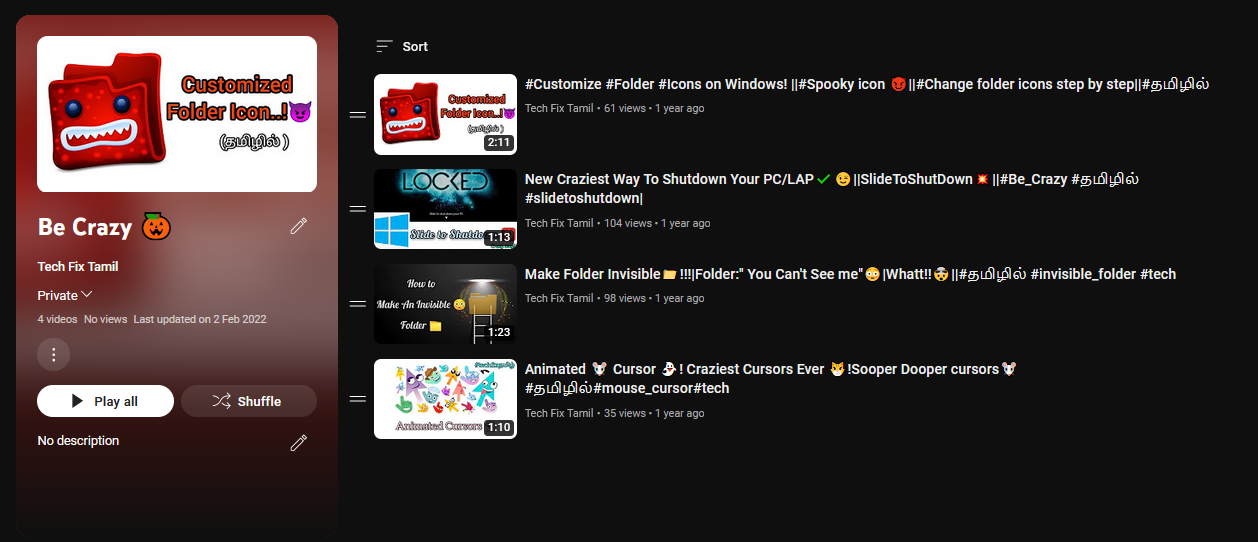 Customized
Folder Icon..!😈
(தமிழில் )
Be Crazy 🎃
Tech Fix Tamil
Private
4 videos No views Last updated on 2 Feb 2022
Play all
Shuffle
No description
Sort
Customized
Folder Icon..!😈
(தமிழில் )
2:11
#Customize #Folder #Icons on Windows! ||#Spooky icon 👹||#Change folder icons step by step||#தமிழில்
Tech Fix Tamil • 61 views • 1 year ago
LOCKED
Slide to Shutdo
1:13
New Craziest Way To Shutdown Your PC/LAP✔ 😉||SlideToShutDown💥||#Be_Crazy #தமிழில்
#slidetoshutdown|
Tech Fix Tamil • 104 views • 1 year ago
How to
Make An Invisible 😳
Folder 📁
1:23
Make Folder Invisible📁!!!|Folder:" You Can't See me"😳|Whatt!!🤯||#தமிழில் #invisible_folder #tech
Tech Fix Tamil • 98 views • 1 year ago
Animated Cursors
1:10
Animated 🐭 Cursor 👻! Craziest Cursors Ever 🐯!Sooper Dooper cursors🐭
#தமிழில்#mouse_cursor#tech
Tech Fix Tamil • 35 views • 1 year ago